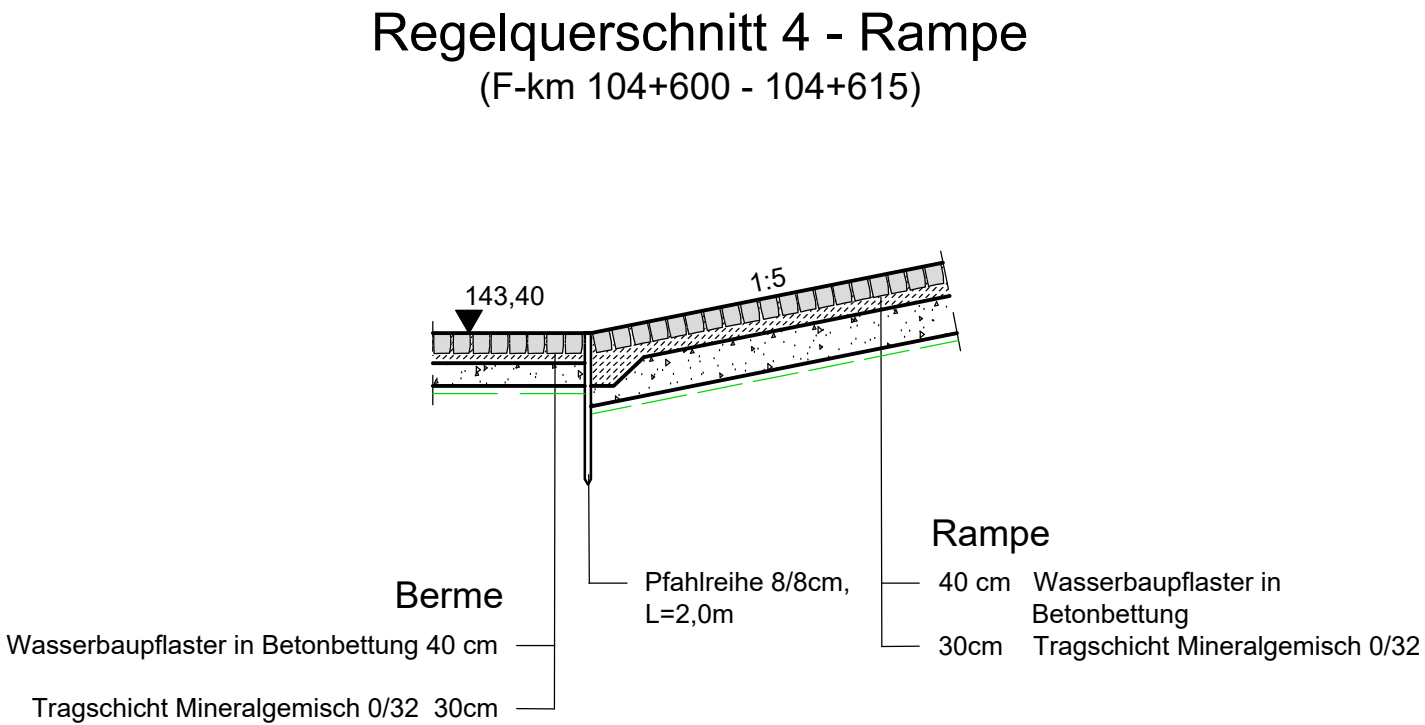 Regelquerschnitt 4 - Rampe
(F-km 104+600 - 104+615)
1:5
143,40
Rampe
Pfahlreihe 8/8cm,
L=2,0m
40 cm Wasserbaupflaster in
Betonbettung
30cm Tragschicht Mineralgemisch 0/32
Berme
Wasserbaupflaster in Betonbettung 40 cm
Tragschicht Mineralgemisch 0/32 30cm